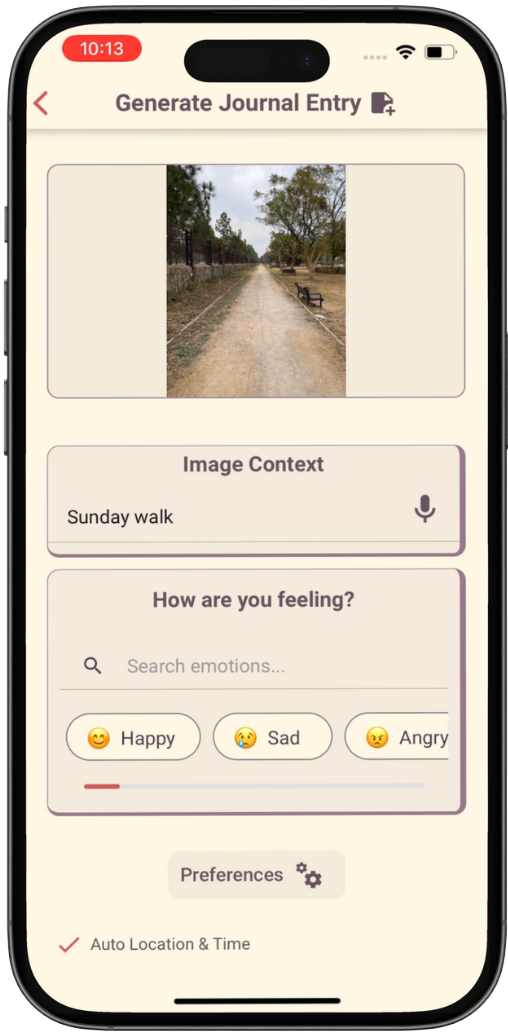 10:13
Generate Journal Entry
Image Context
Sunday walk
How are you feeling?
Search emotions...
Happy Sad Angry
Preferences
Auto Location & Time